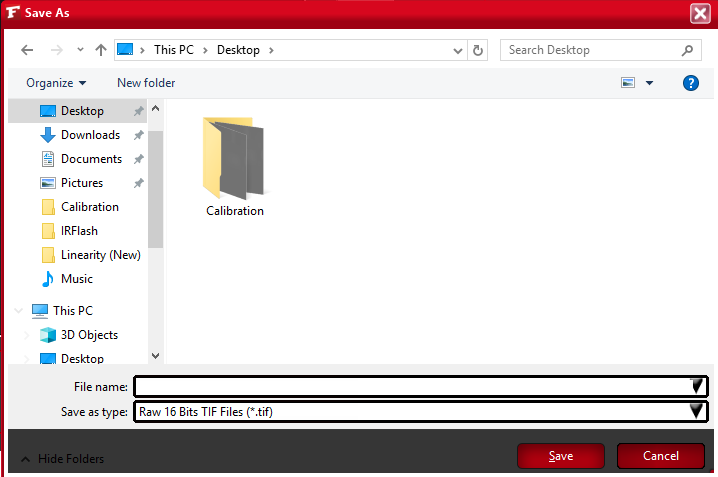 Save As
This PC
Desktop
Search Desktop
Organize
New folder
?
Desktop
Downloads
Documents
Pictures
Calibration
IRFlash
Linearity (New)
Music
This PC
3D Objects
Desktop
Calibration
File name:
Save as type: Raw 16 Bits TIF Files (*.tif)
Hide Folders
Save
Cancel